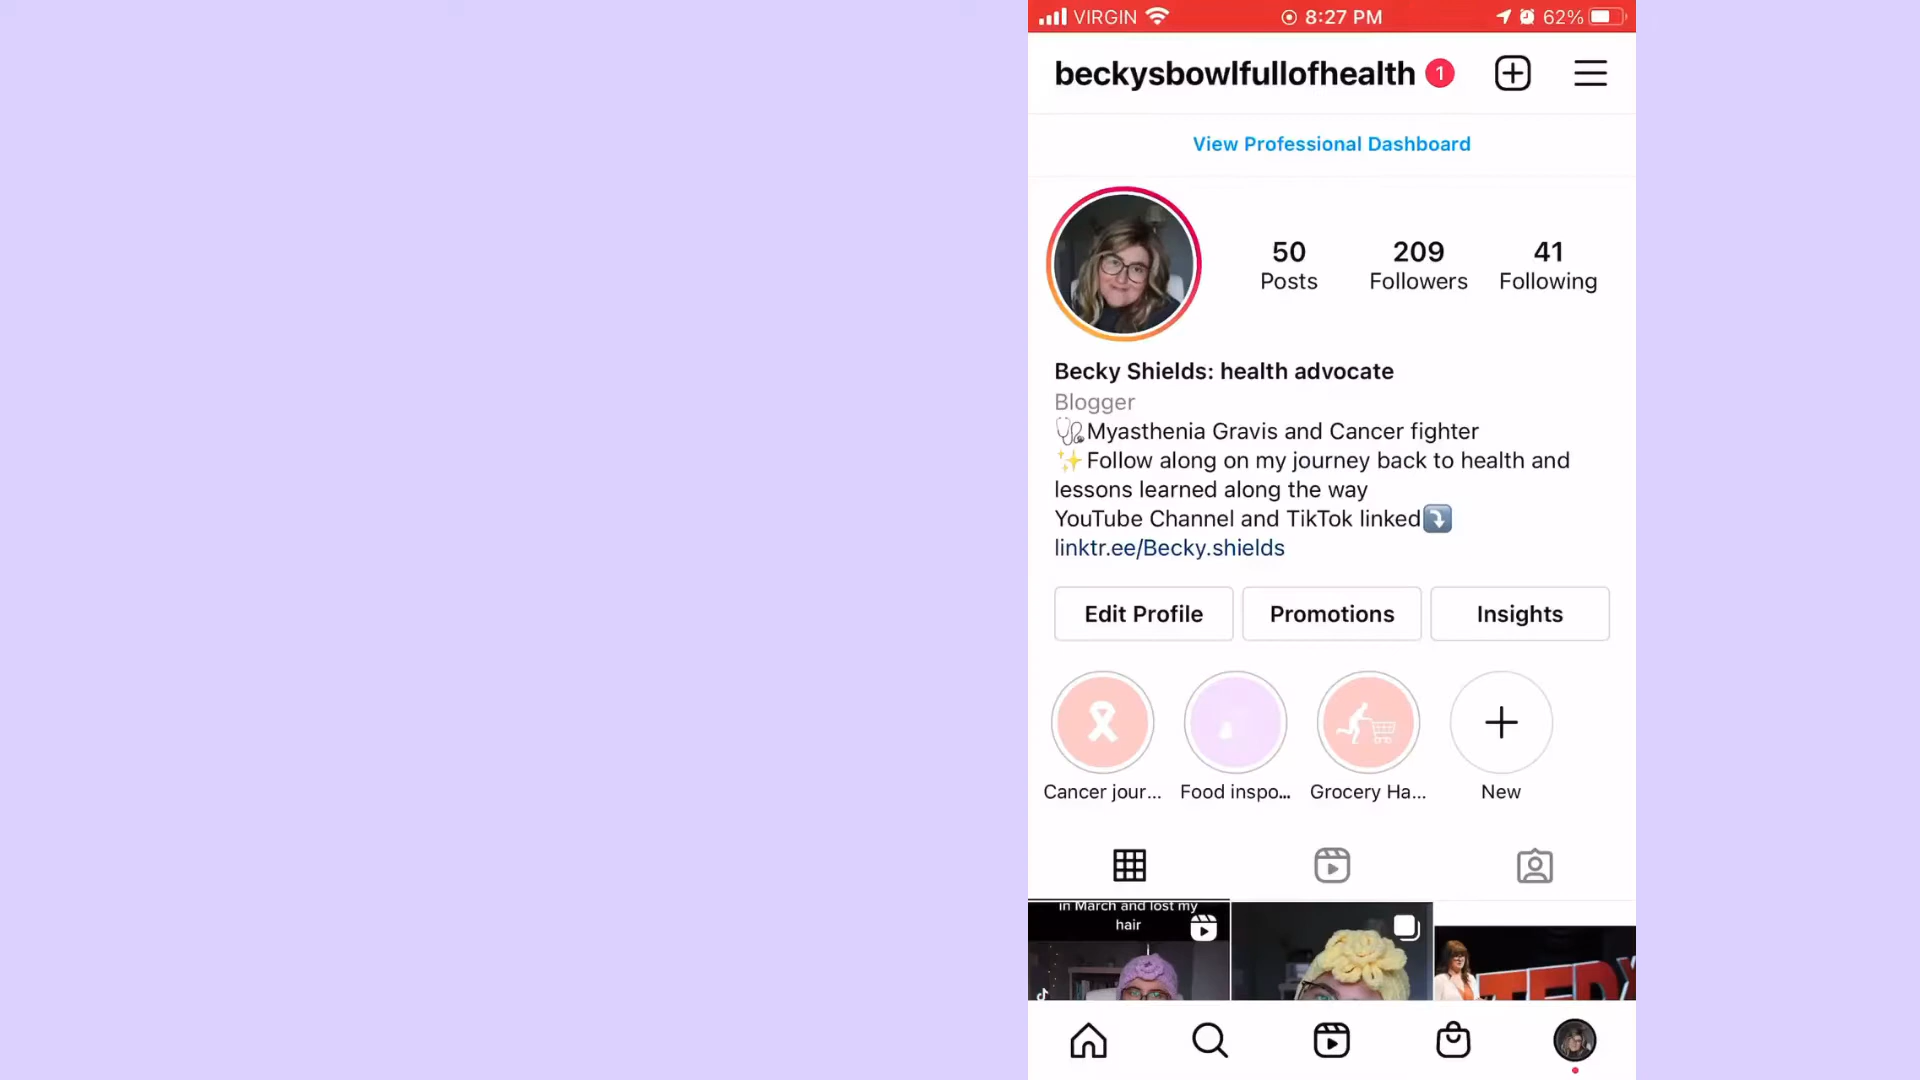 VIRGIN 8:27 PM 62%
beckysbowlfullofhealth 1
View Professional Dashboard
50 209 41
Posts Followers Following
Becky Shields: health advocate
Blogger
🩺Myasthenia Gravis and Cancer fighter
✨Follow along on my journey back to health and
lessons learned along the way
YouTube Channel and TikTok linked⤵️
linktr.ee/Becky.shields
Edit Profile Promotions Insights
Cancer jour... Food inspo... Grocery Ha... New
in March and lost my
hair
TEDX